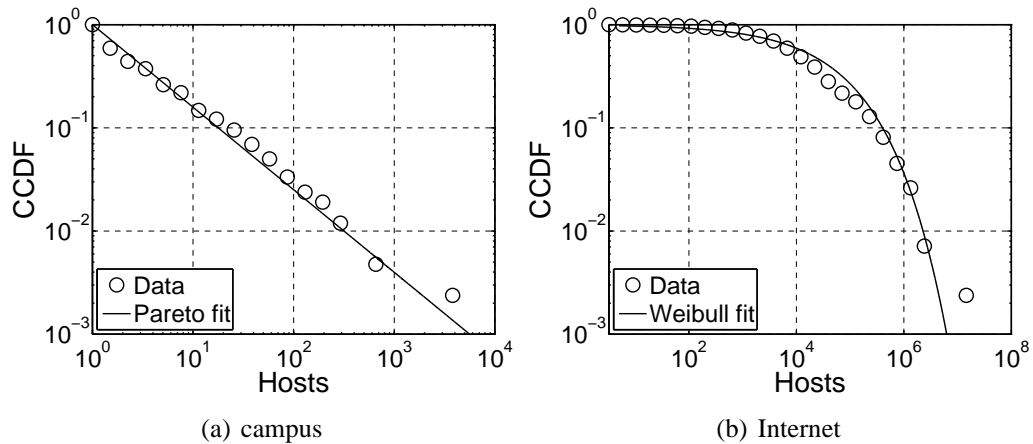 CCDF
10^0
10^-1
10^-2
10^-3
Data
Pareto fit
10^0 10^1 10^2 10^3 10^4
Hosts
(a) campus
CCDF
10^0
10^-1
10^-2
10^-3
Data
Weibull fit
10^2 10^4 10^6 10^8
Hosts
(b) Internet